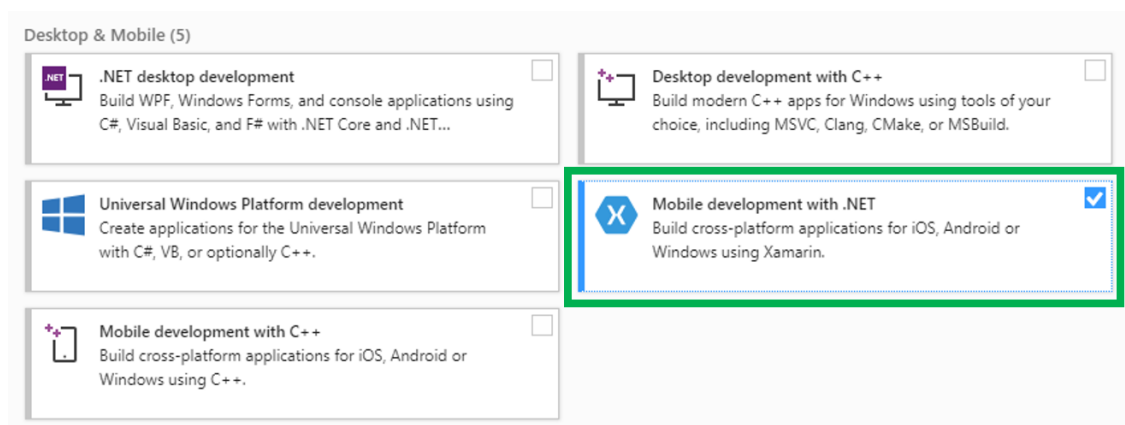 Desktop & Mobile (5)
.NET
.NET desktop development
Build WPF, Windows Forms, and console applications using
C#, Visual Basic, and F# with .NET Core and .NET...
Desktop development with C++
Build modern C++ apps for Windows using tools of your
choice, including MSVC, Clang, CMake, or MSBuild.
Universal Windows Platform development
Create applications for the Universal Windows Platform
with C#, VB, or optionally C++.
Mobile development with .NET
Build cross-platform applications for iOS, Android or
Windows using Xamarin.
Mobile development with C++
Build cross-platform applications for iOS, Android or
Windows using C++.